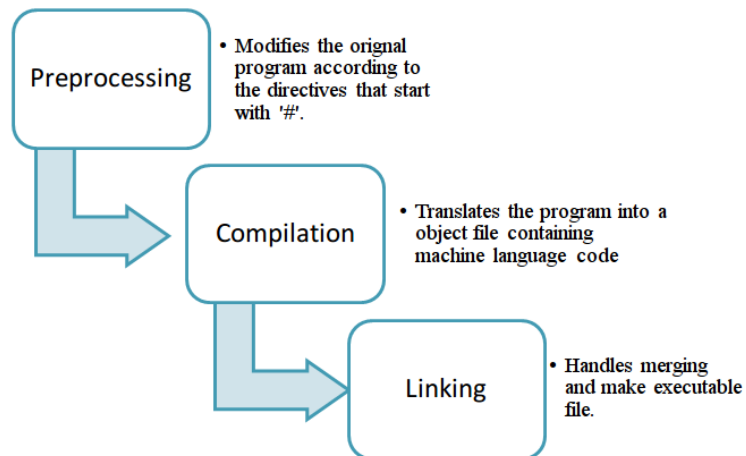 Preprocessing
• Modifies the orignal
program according to
the directives that start
with '#'.
Compilation
• Translates the program into a
object file containing
machine language code
Linking
• Handles merging
and make executable
file.